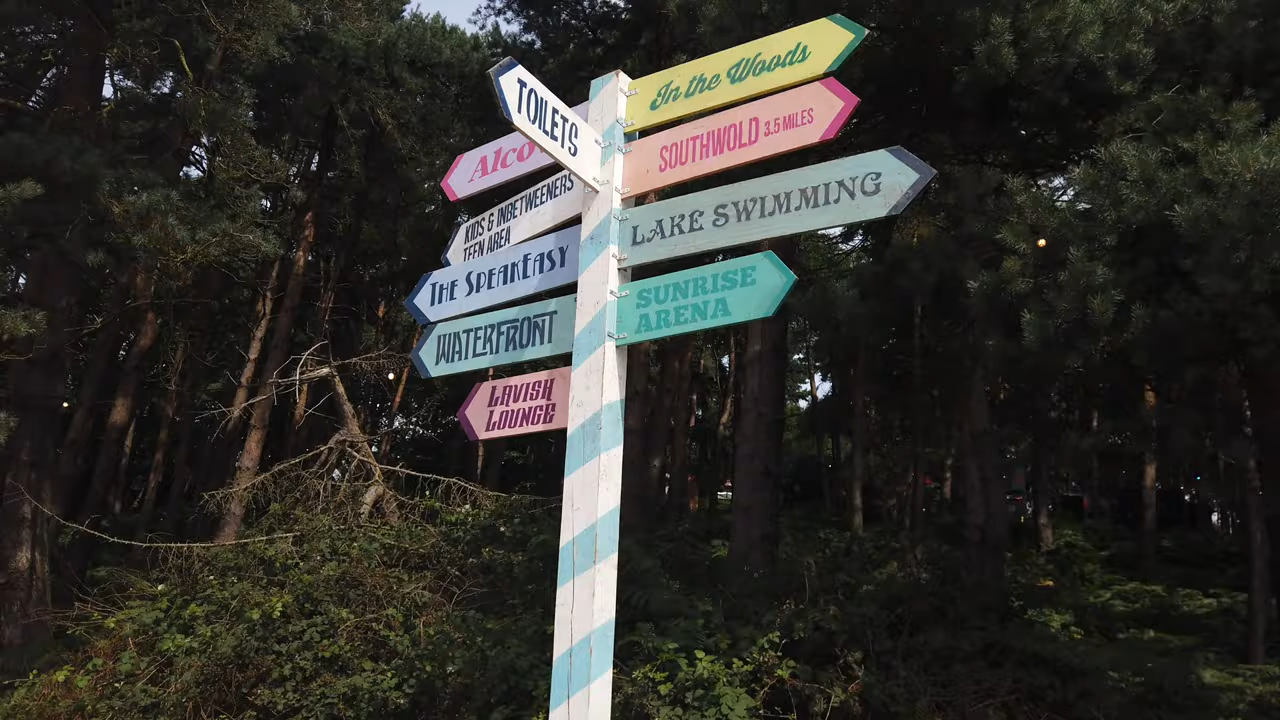 TOILETS
KIDS & INBETWEENERS
TEEN AREA
THE SPEAKEASY
WATERFRONT
LAVISH
LOUNGE
In the Woods
SOUTHWOLD 3.5 MILES
LAKE SWIMMING
SUNRISE
ARENA